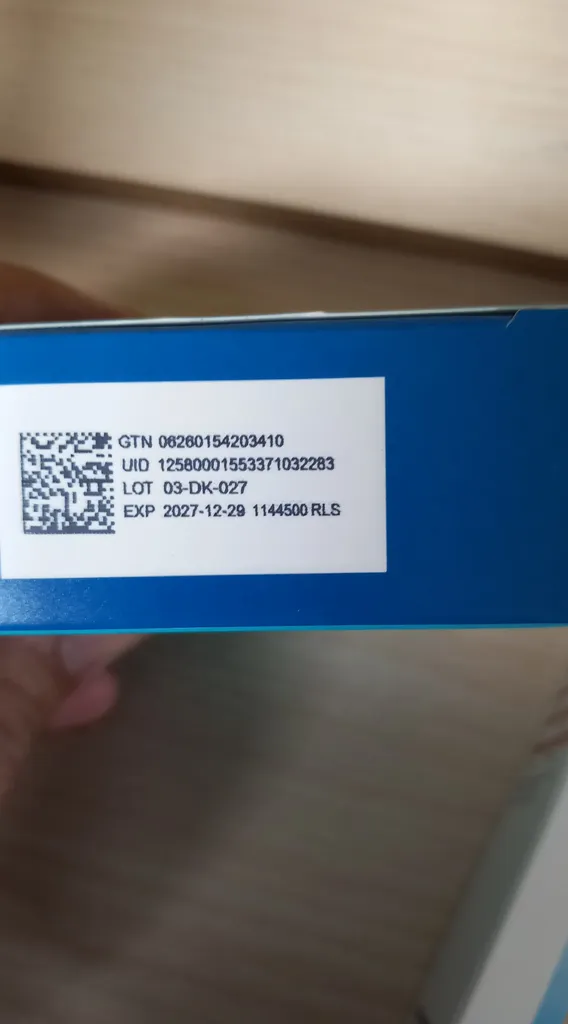 GTN 06260154203410
UID 12580001553371032283
LOT 03-DK-027
EXP 2027-12-29 1144500 RLS